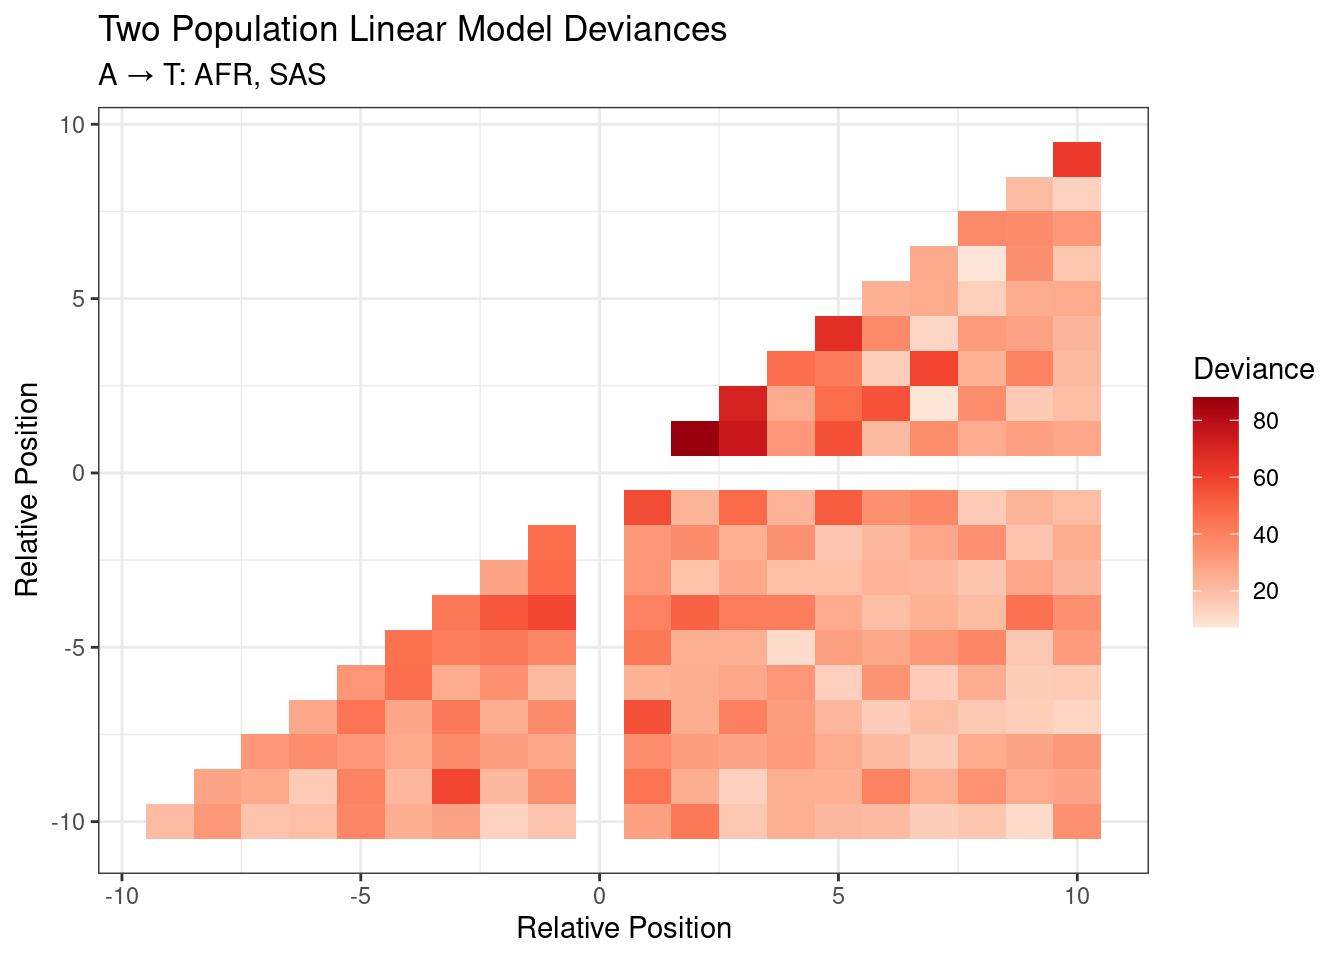 Two Population Linear Model Deviances
A → T: AFR, SAS
10
5
0
-5
-10
Relative Position
-10
-5
0
5
10
Relative Position
Deviance
80
60
40
20